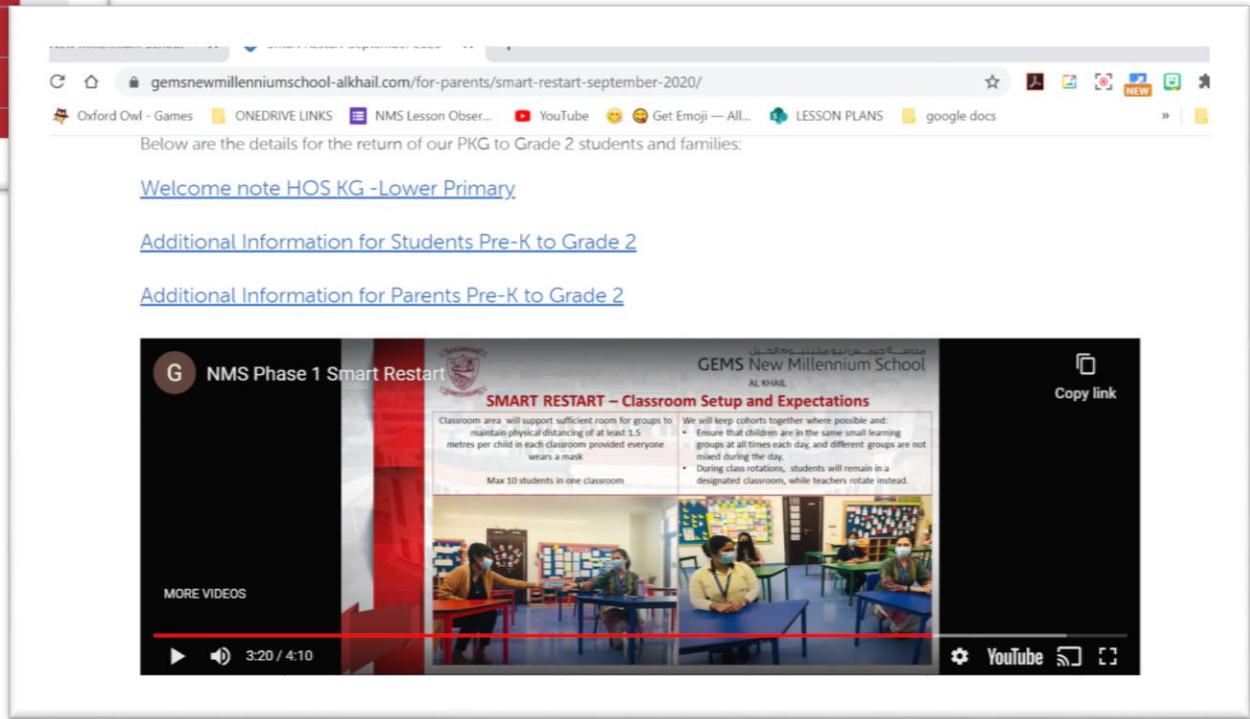 gemsnewmillenniumschool-alkhail.com/for-parents/smart-restart-september-2020/
NEW
Oxford Owl - Games ONEDRIVE LINKS NMS Lesson Obser... YouTube Get Emoji — All... LESSON PLANS google docs »
Below are the details for the return of our PKG to Grade 2 students and families:
Welcome note HOS KG -Lower Primary
Additional Information for Students Pre-K to Grade 2
Additional Information for Parents Pre-K to Grade 2
G NMS Phase 1 Smart Restart
GEMS New Millennium School
AL KHAIL
Copy link
SMART RESTART – Classroom Setup and Expectations
Classroom area will support sufficient room for groups to
maintain physical distancing of at least 1.5
metres per child in each classroom provided everyone
wears a mask
Max 10 students in one classroom
We will keep cohorts together where possible and:
• Ensure that children are in the same small learning
groups at all times each day, and different groups are not
mixed during the day.
• During class rotations, students will remain in a
designated classroom, while teachers rotate instead.
MORE VIDEOS
3:20 / 4:10
YouTube